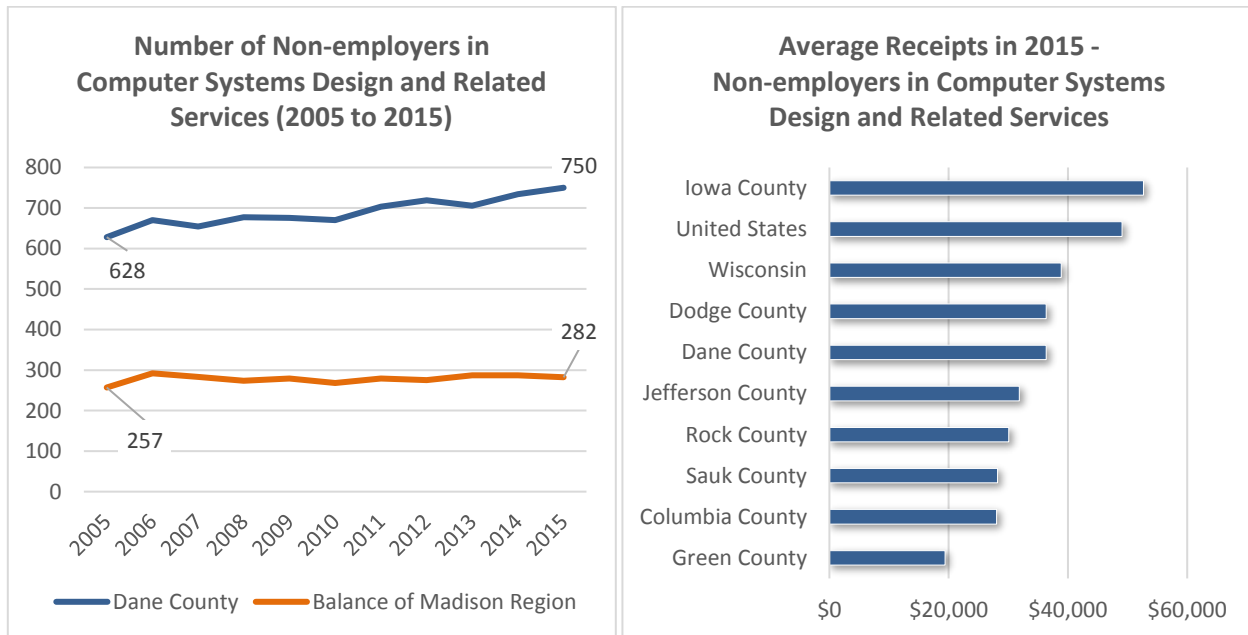 Number of Non-employers in
Computer Systems Design and Related
Services (2005 to 2015)
800
700
600
500
400
300
200
100
0
750
628
282
257
2005
2006
2007
2008
2009
2010
2011
2012
2013
2014
2015
Dane County
Balance of Madison Region
Average Receipts in 2015 -
Non-employers in Computer Systems
Design and Related Services
Iowa County
United States
Wisconsin
Dodge County
Dane County
Jefferson County
Rock County
Sauk County
Columbia County
Green County
$0
$20,000
$40,000
$60,000